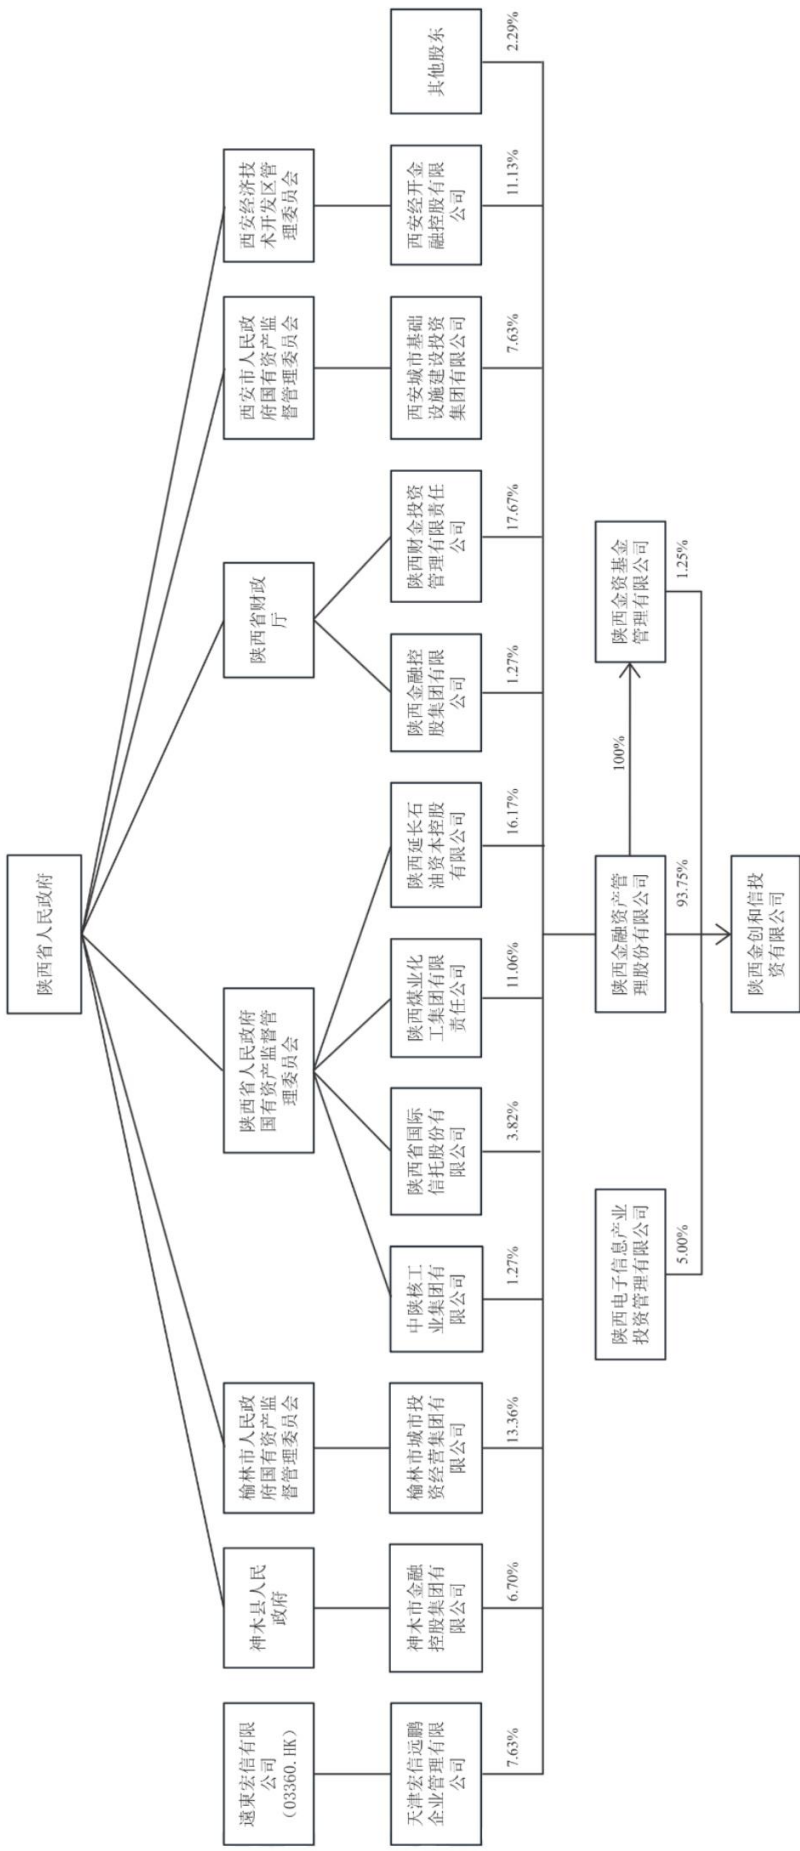 陕西省人民政府
遠東宏信有限
公司
（03360.HK）
神木县人民
政府
榆林市人民政
府国有资产监
督管理委员会
陕西省人民政府
国有资产监督管
理委员会
陕西省财政
厅
西安市人民政
府国有资产监
督管理委员会
西安经济技
术开发区管
理委员会
天津宏信远鹏
企业管理有限
公司
神木市金融
控股集团有
限公司
榆林市城市投
资经营集团有
限公司
中陕核工
业集团有
限公司
陕西省国际
信托股份有
限公司
陕西煤业化
工集团有限
责任公司
陕西延长石
油资本控股
有限公司
陕西金融控
股集团有限
公司
陕西财金投资
管理有限责任
公司
西安城市基础
设施建设投资
集团有限公司
西安经开金
融控股有限
公司
其他股东
7.63%
6.70%
13.36%
1.27%
3.82%
11.06%
16.17%
1.27%
17.67%
7.63%
11.13%
2.29%
陕西电子信息产业
投资管理有限公司
陕西金融资产管
理股份有限公司
100%
陕西金资基金
管理有限公司
5.00%
93.75%
1.25%
陕西金创和信投
资有限公司